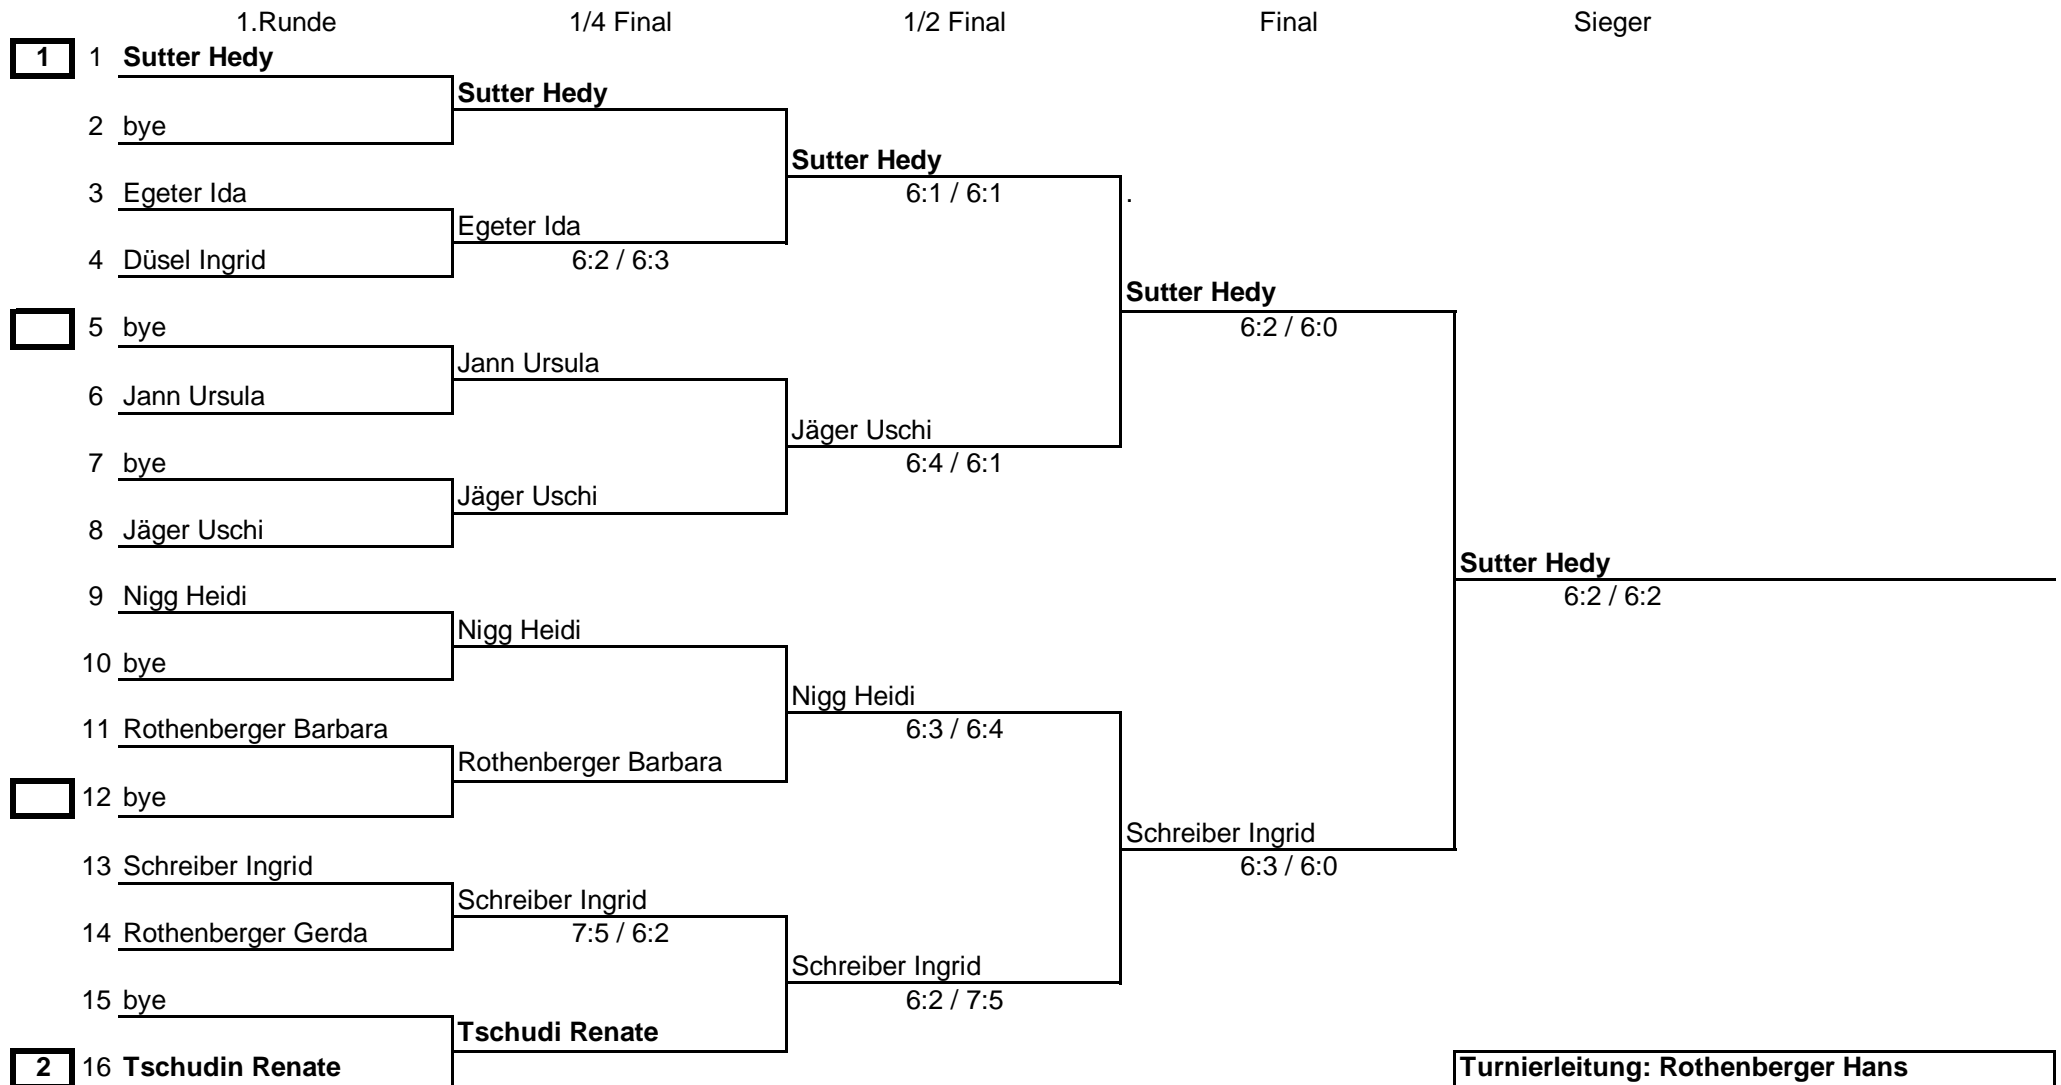 1.Runde 1/4 Final 1/2 Final Final Sieger
1 1 Sutter Hedy
Sutter Hedy
2 bye
Sutter Hedy
3 Egeter Ida 6:1 / 6:1 .
Egeter Ida
4 Düsel Ingrid 6:2 / 6:3
Sutter Hedy
5 bye 6:2 / 6:0
Jann Ursula
6 Jann Ursula
Jäger Uschi
7 bye 6:4 / 6:1
Jäger Uschi
8 Jäger Uschi
Sutter Hedy
9 Nigg Heidi 6:2 / 6:2
Nigg Heidi
10 bye
Nigg Heidi
11 Rothenberger Barbara 6:3 / 6:4
Rothenberger Barbara
12 bye
Schreiber Ingrid
13 Schreiber Ingrid 6:3 / 6:0
Schreiber Ingrid
14 Rothenberger Gerda 7:5 / 6:2
Schreiber Ingrid
15 bye 6:2 / 7:5
Tschudi Renate
2 16 Tschudin Renate Turnierleitung: Rothenberger Hans